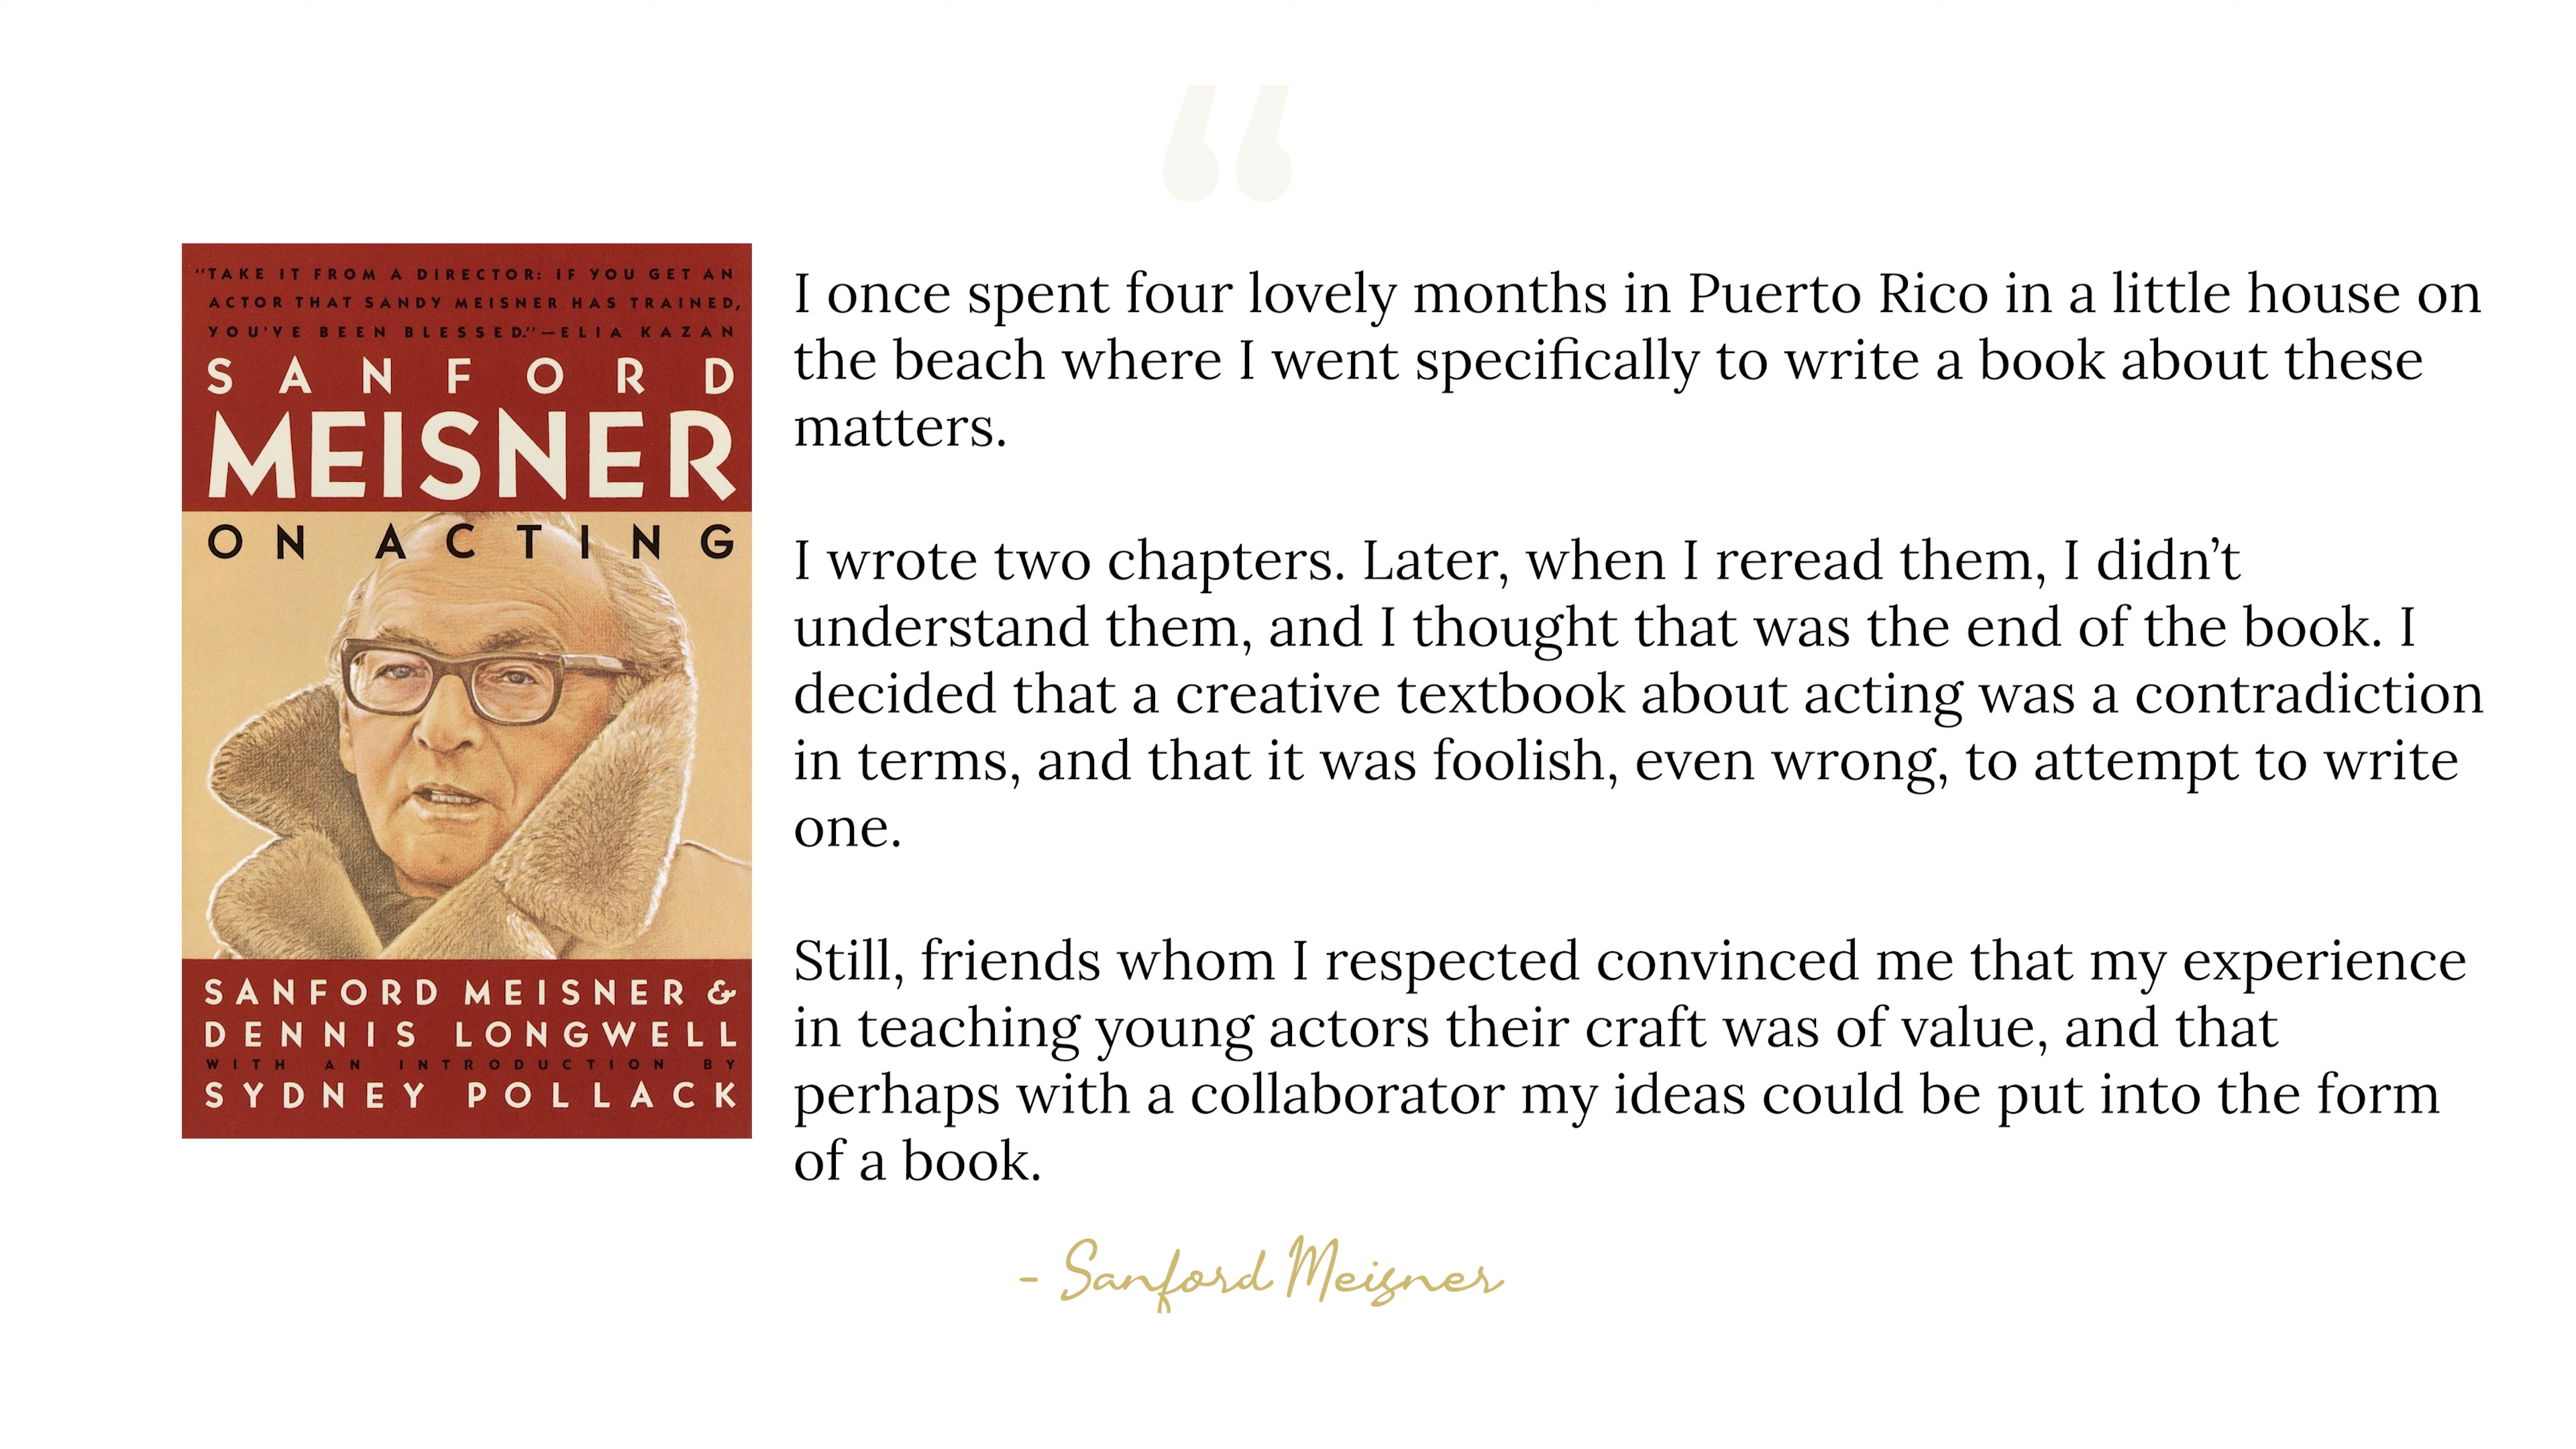 “
“TAKE IT FROM A DIRECTOR: IF YOU GET AN
ACTOR THAT SANDY MEISNER HAS TRAINED,
YOU’VE BEEN BLESSED.”—ELIA KAZAN
SANFORD
MEISNER
ON ACTING
SANFORD MEISNER &
DENNIS LONGWELL
WITH AN INTRODUCTION BY
SYDNEY POLLACK
I once spent four lovely months in Puerto Rico in a little house on
the beach where I went specifically to write a book about these
matters.
I wrote two chapters. Later, when I reread them, I didn’t
understand them, and I thought that was the end of the book. I
decided that a creative textbook about acting was a contradiction
in terms, and that it was foolish, even wrong, to attempt to write
one.
Still, friends whom I respected convinced me that my experience
in teaching young actors their craft was of value, and that
perhaps with a collaborator my ideas could be put into the form
of a book.
- Sanford Meisner